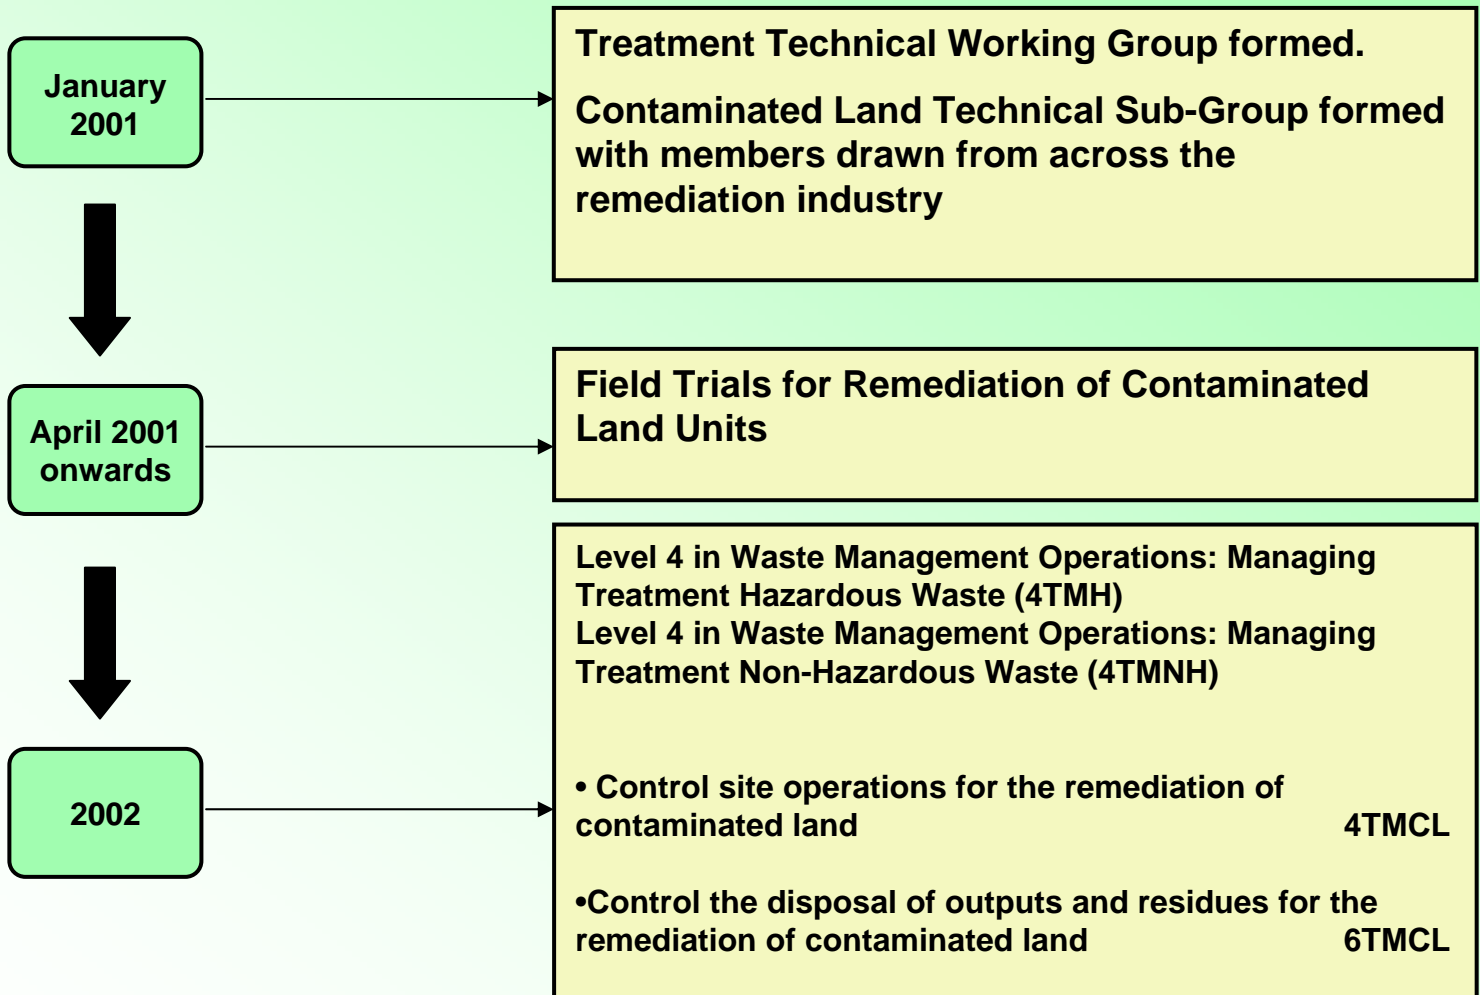 January
2001
Treatment Technical Working Group formed.
Contaminated Land Technical Sub-Group formed
with members drawn from across the
remediation industry
April 2001
onwards
Field Trials for Remediation of Contaminated
Land Units
2002
Level 4 in Waste Management Operations: Managing
Treatment Hazardous Waste (4TMH)
Level 4 in Waste Management Operations: Managing
Treatment Non-Hazardous Waste (4TMNH)
• Control site operations for the remediation of
contaminated land 4TMCL
•Control the disposal of outputs and residues for the
remediation of contaminated land 6TMCL